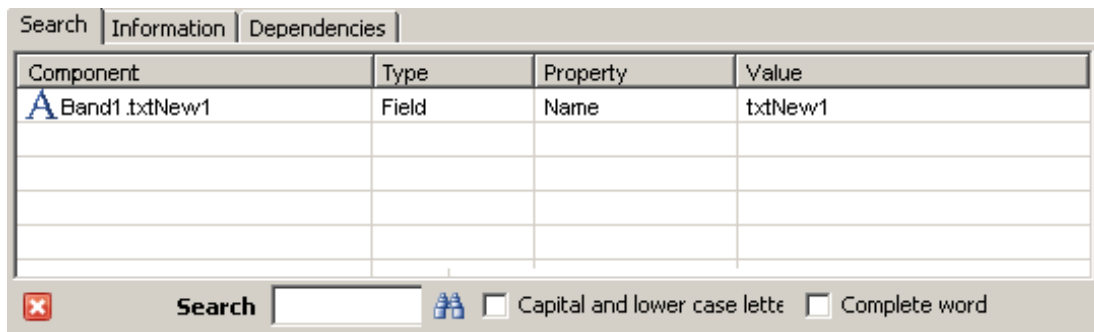 Search Information Dependencies
Component Type Property Value
A Band1.txtNew1 Field Name txtNew1
Search Capital and lower case lette Complete word